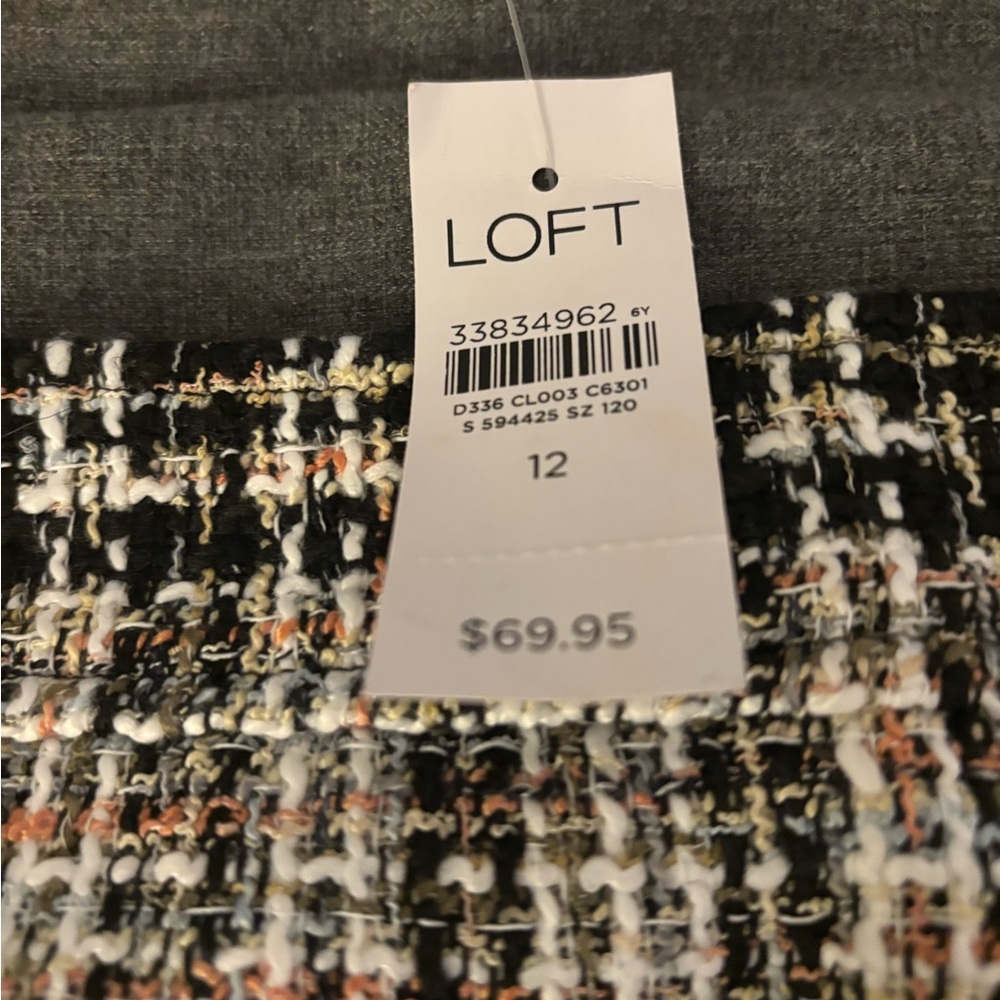 LOFT
33834962 6Y
D336 CL003 C6301
S 594425 SZ 120
12
$69.95